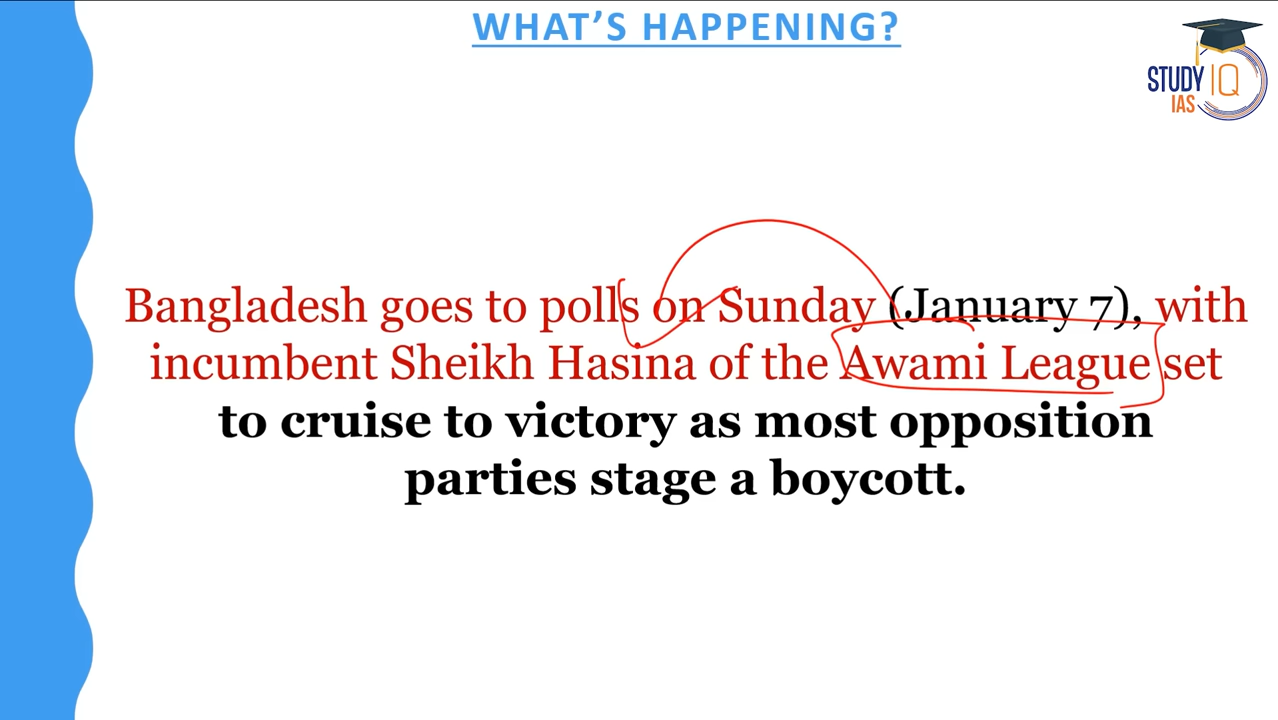 WHAT’S HAPPENING?
STUDY IQ
IAS
Bangladesh goes to polls on Sunday (January 7), with
incumbent Sheikh Hasina of the Awami League set
to cruise to victory as most opposition
parties stage a boycott.